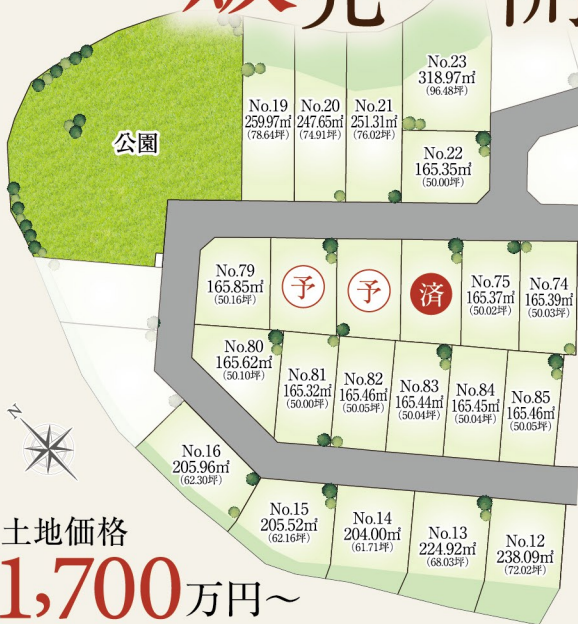 販売 開
No.23
318.97㎡
(96.48坪)
No.19
259.97㎡
(78.64坪)
No.20
247.65㎡
(74.91坪)
No.21
251.31㎡
(76.02坪)
公園
No.22
165.35㎡
(50.00坪)
No.79
165.85㎡
(50.16坪)
予
予
済
No.75
165.37㎡
(50.02坪)
No.74
165.39㎡
(50.03坪)
No.80
165.62㎡
(50.10坪)
No.81
165.32㎡
(50.00坪)
No.82
165.46㎡
(50.05坪)
No.83
165.44㎡
(50.04坪)
No.84
165.45㎡
(50.04坪)
No.85
165.46㎡
(50.05坪)
N
No.16
205.96㎡
(62.30坪)
No.15
205.52㎡
(62.16坪)
No.14
204.00㎡
(61.71坪)
No.13
224.92㎡
(68.03坪)
No.12
238.09㎡
(72.02坪)
土地価格
1,700万円～